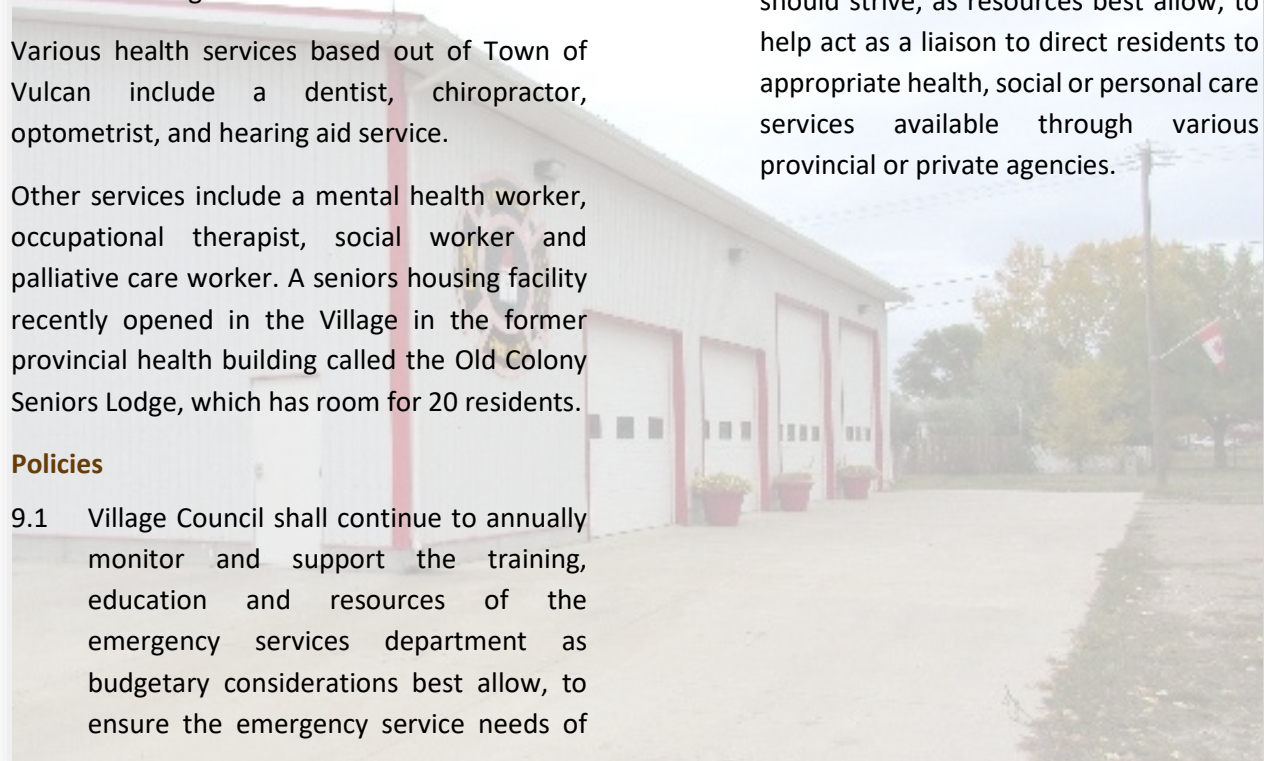 Various health services based out of Town of
Vulcan include a dentist, chiropractor,
optometrist, and hearing aid service.
Other services include a mental health worker,
occupational therapist, social worker and
palliative care worker. A seniors housing facility
recently opened in the Village in the former
provincial health building called the Old Colony
Seniors Lodge, which has room for 20 residents.
Policies
9.1 Village Council shall continue to annually
monitor and support the training,
education and resources of the
emergency services department as
budgetary considerations best allow, to
ensure the emergency service needs of
should strive, as resources best allow, to
help act as a liaison to direct residents to
appropriate health, social or personal care
services available through various
provincial or private agencies.